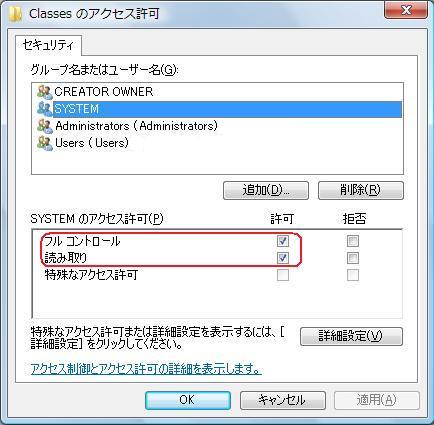 Classes のアクセス許可
セキュリティ
グループ名またはユーザー名(G):
CREATOR OWNER
SYSTEM
Administrators (Administrators)
Users (Users)
追加(D)...
削除(R)
SYSTEM のアクセス許可(P) 許可 拒否
フル コントロール
読み取り
特殊なアクセス許可
特殊なアクセス許可または詳細設定を表示するには、[
詳細設定] をクリックしてください。
詳細設定(V)
アクセス制御とアクセス許可の詳細を表示します。
OK
キャンセル
適用(A)